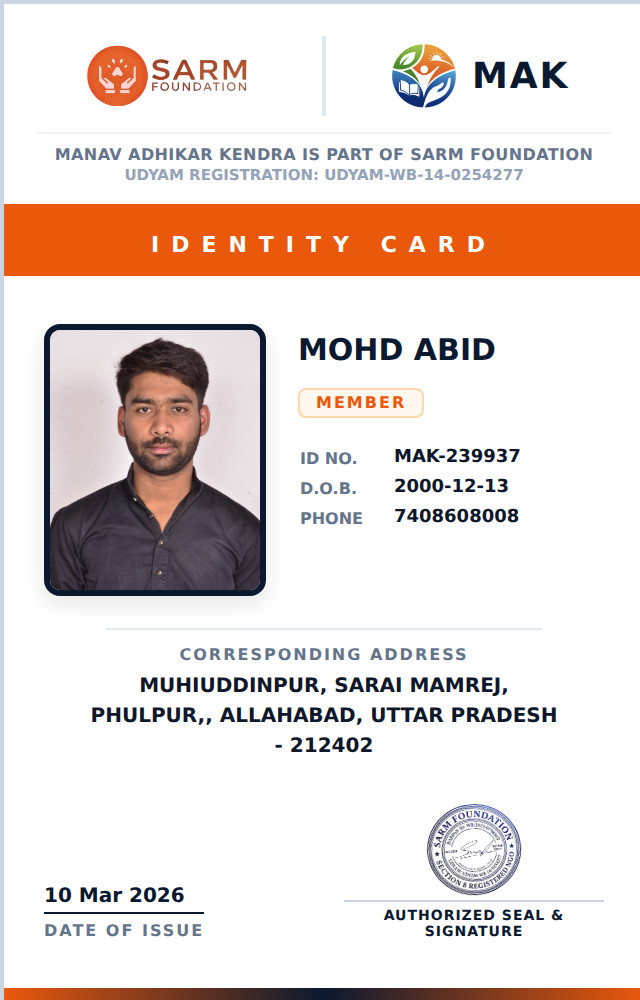 SARM
FOUNDATION
MAK
MANAV ADHIKAR KENDRA IS PART OF SARM FOUNDATION
UDYAM REGISTRATION: UDYAM-WB-14-0254277
IDENTITY CARD
MOHD ABID
MEMBER
ID NO. MAK-239937
D.O.B. 2000-12-13
PHONE 7408608008
CORRESPONDING ADDRESS
MUHIUDDINPUR, SARAI MAMREJ,
PHULPUR,, ALLAHABAD, UTTAR PRADESH
- 212402
10 Mar 2026
DATE OF ISSUE
SARM FOUNDATION
SECTION 8 REGISTERED NGO
AUTHORIZED SEAL &
SIGNATURE